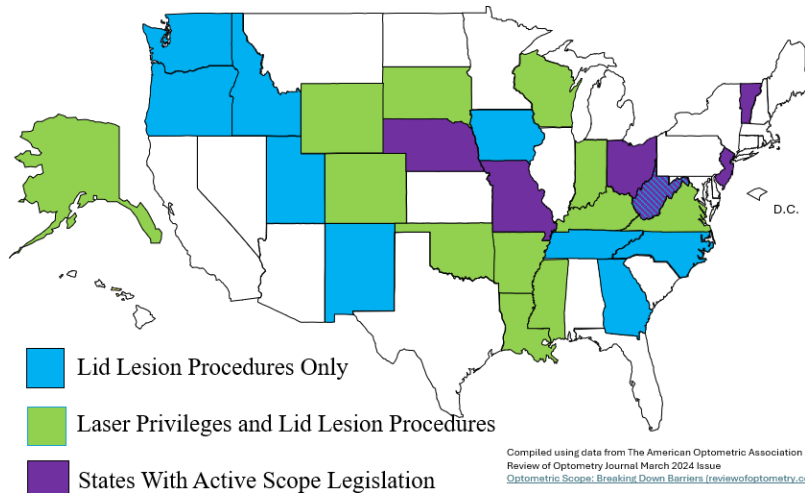 D.C.
Lid Lesion Procedures Only
Laser Privileges and Lid Lesion Procedures
States With Active Scope Legislation
Compiled using data from The American Optometric Association
Review of Optometry Journal March 2024 Issue
Optometric Scope: Breaking Down Barriers (reviewofoptometry.c